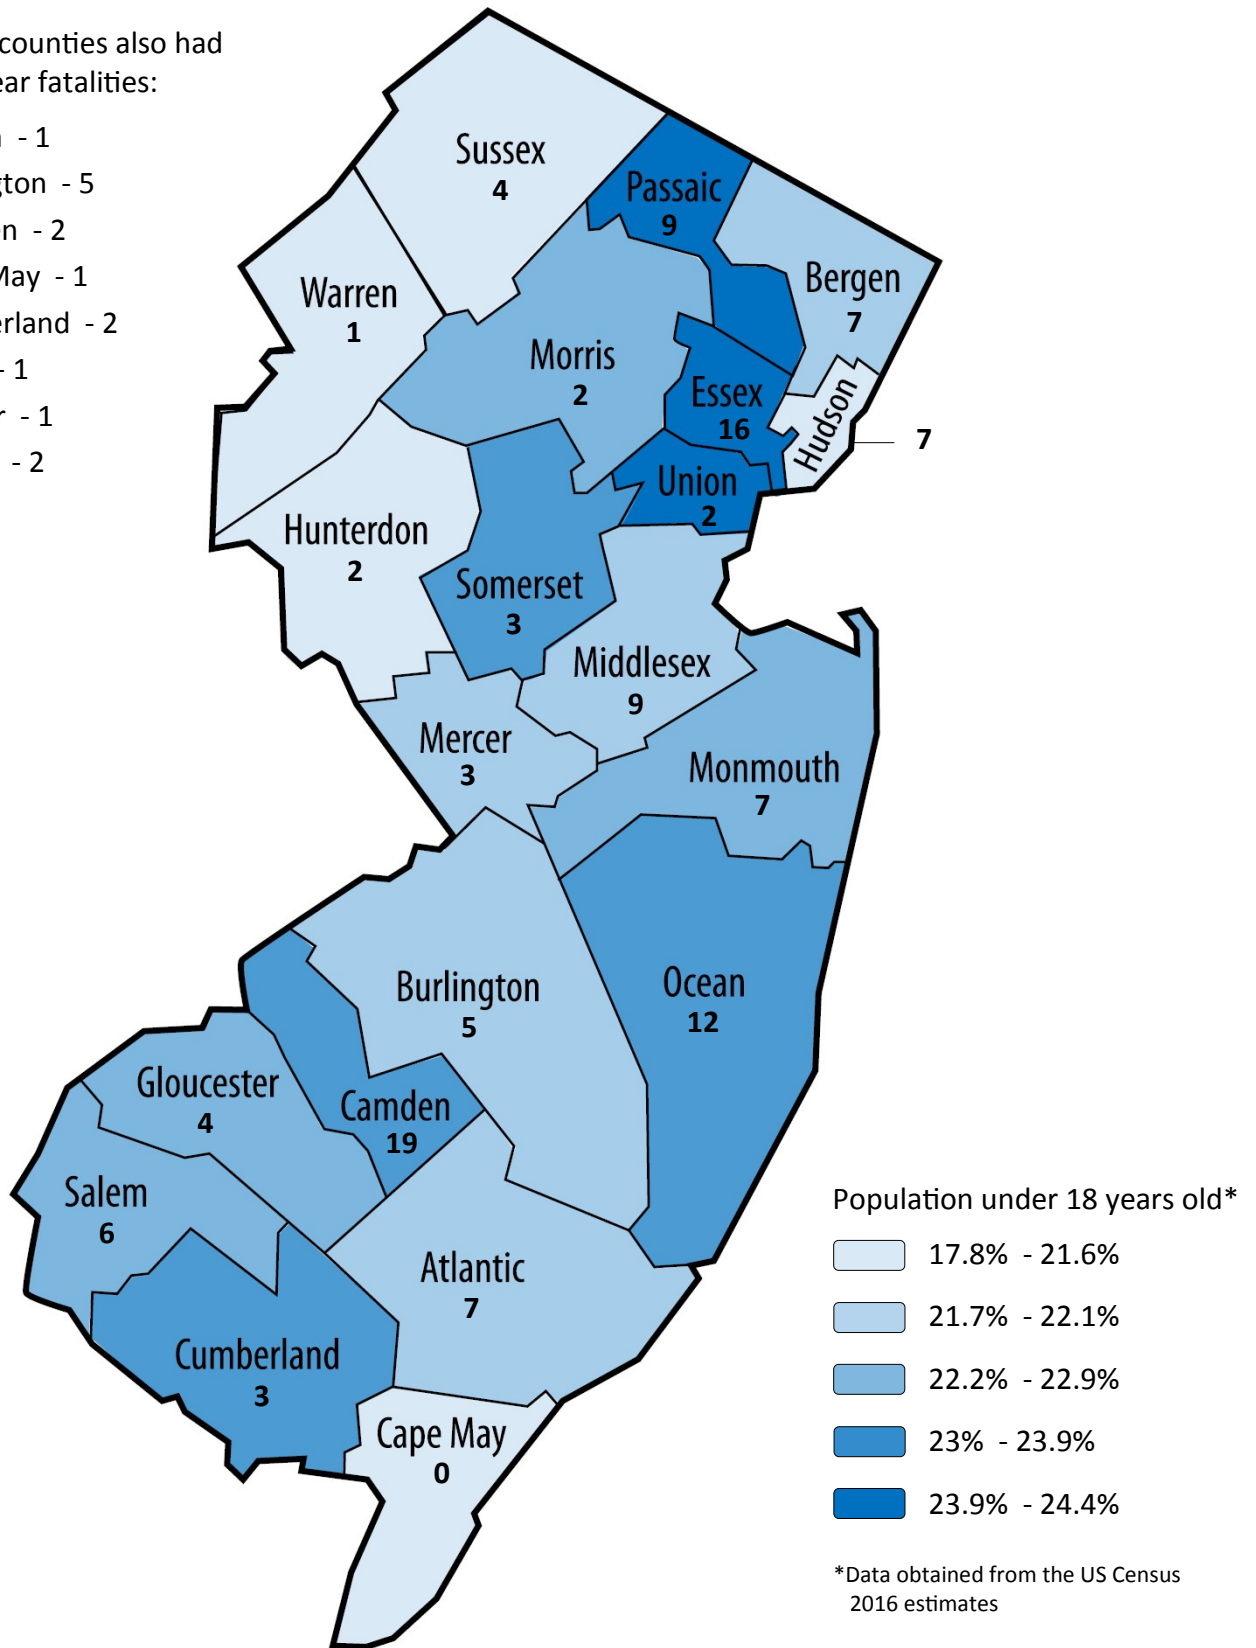 counties also had
ear fatalities:
- 1
gton - 5
en - 2
May - 1
erland - 2
- 1
r - 1
- 2
Sussex
4
Passaic
9
Warren
1
Bergen
7
Morris
2
Essex
16
Hudson
7
Union
2
Hunterdon
2
Somerset
3
Middlesex
9
Mercer
3
Monmouth
7
Burlington
5
Ocean
12
Gloucester
4
Camden
19
Salem
6
Atlantic
7
Cumberland
3
Cape May
0
Population under 18 years old*
17.8% - 21.6%
21.7% - 22.1%
22.2% - 22.9%
23% - 23.9%
23.9% - 24.4%
*Data obtained from the US Census
2016 estimates